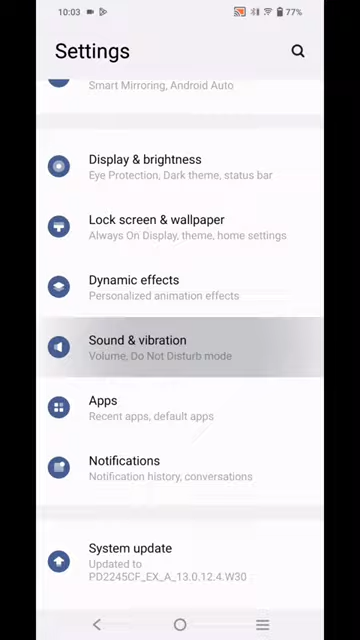 10:03
77%
Settings
Smart Mirroring, Android Auto
Display & brightness
Eye Protection, Dark theme, status bar
Lock screen & wallpaper
Always On Display, theme, home settings
Dynamic effects
Personalized animation effects
Sound & vibration
Volume, Do Not Disturb mode
Apps
Recent apps, default apps
Notifications
Notification history, conversations
System update
Updated to
PD2245CF_EX_A_13.0.12.4.W30